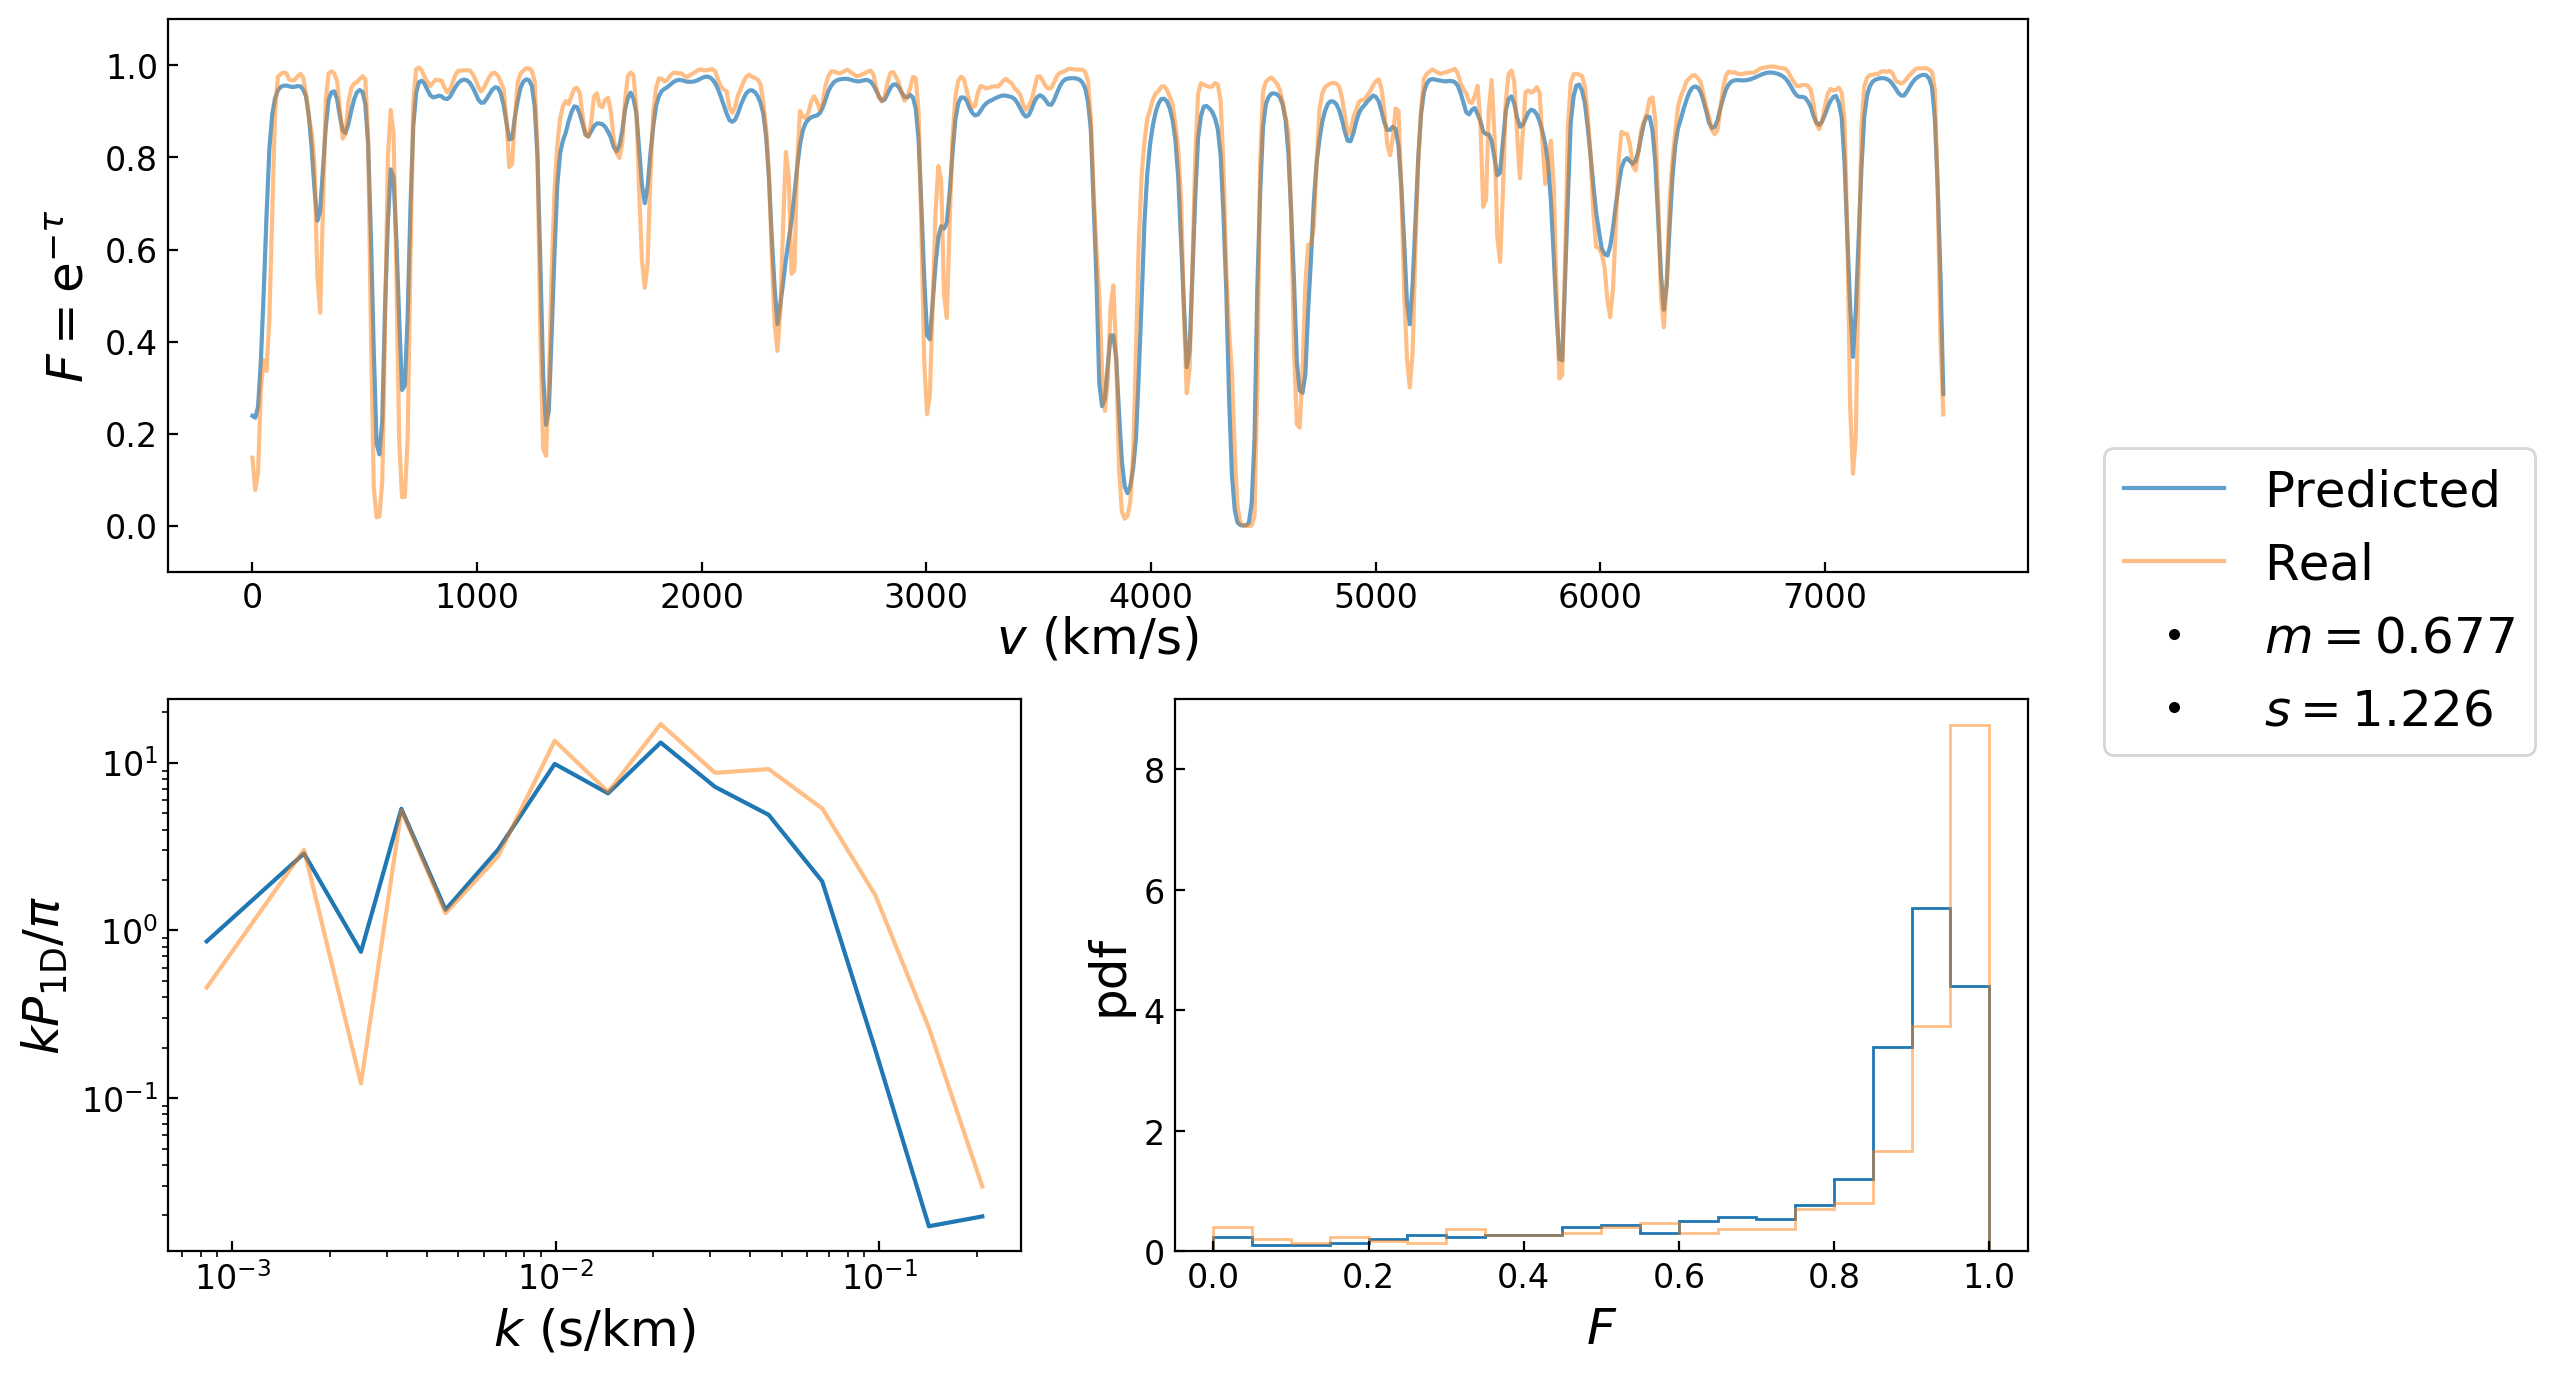 1.0
0.8
0.6
0.4
0.2
0.0
F = e^{-τ}
0 1000 2000 3000 4000 5000 6000 7000
v (km/s)
Predicted
Real
m = 0.677
s = 1.226
10^1
10^0
10^{-1}
kP_{1D}/π
10^{-3} 10^{-2} 10^{-1}
k (s/km)
8
6
4
2
0
pdf
0.0 0.2 0.4 0.6 0.8 1.0
F